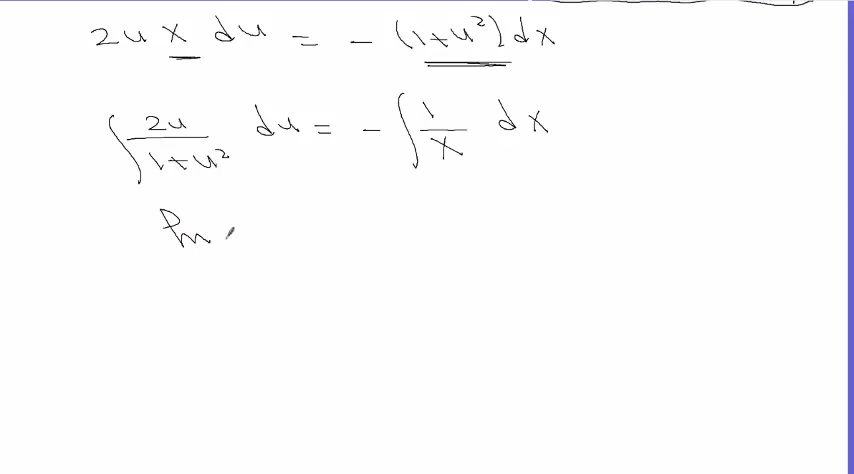 2u x du = - (1+u²) dx
∫ 2u/(1+u²) du = - ∫ 1/x dx
ln